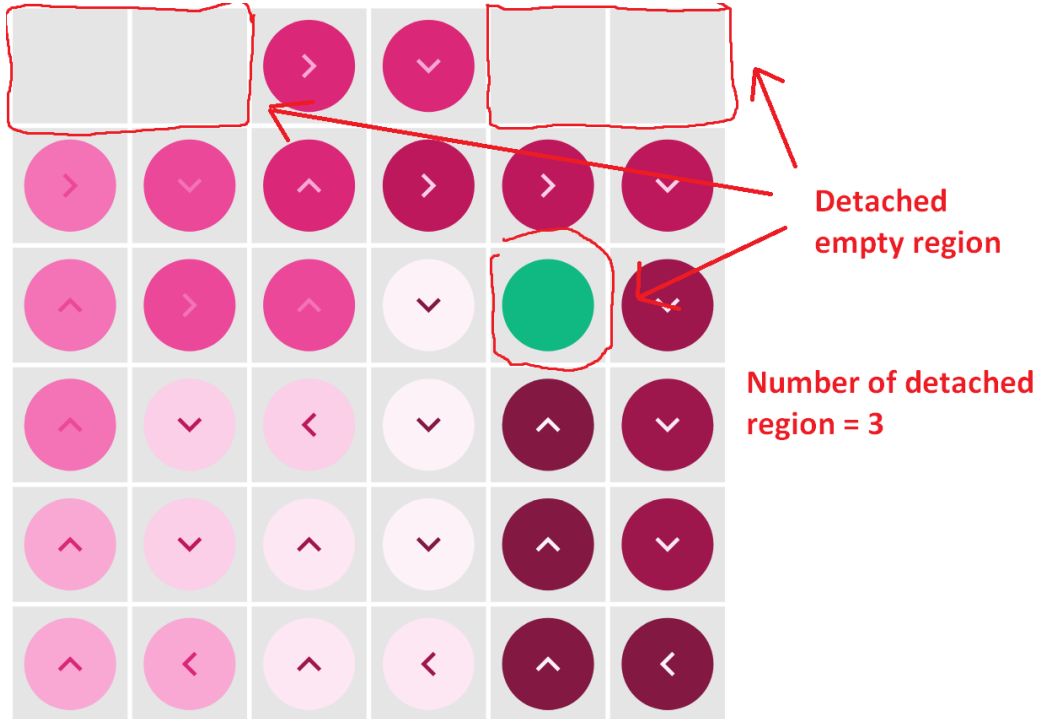 Detached
empty region
Number of detached
region = 3